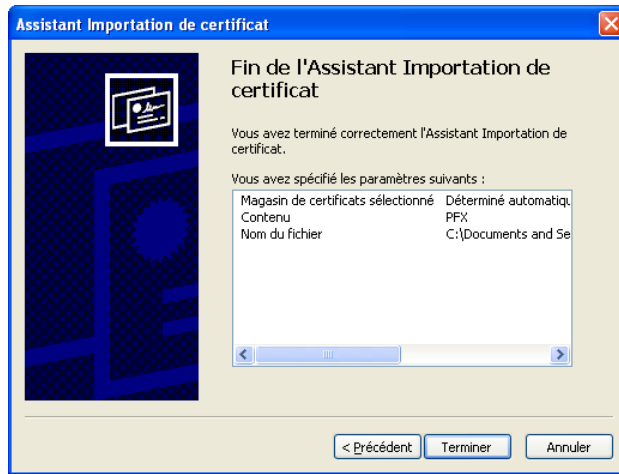 Assistant Importation de certificat
Fin de l'Assistant Importation de
certificat
Vous avez terminé correctement l'Assistant Importation de
certificat.
Vous avez spécifié les paramètres suivants :
Magasin de certificats sélectionné Déterminé automatiqu
Contenu PFX
Nom du fichier C:\Documents and Se
< Précédent Terminer Annuler